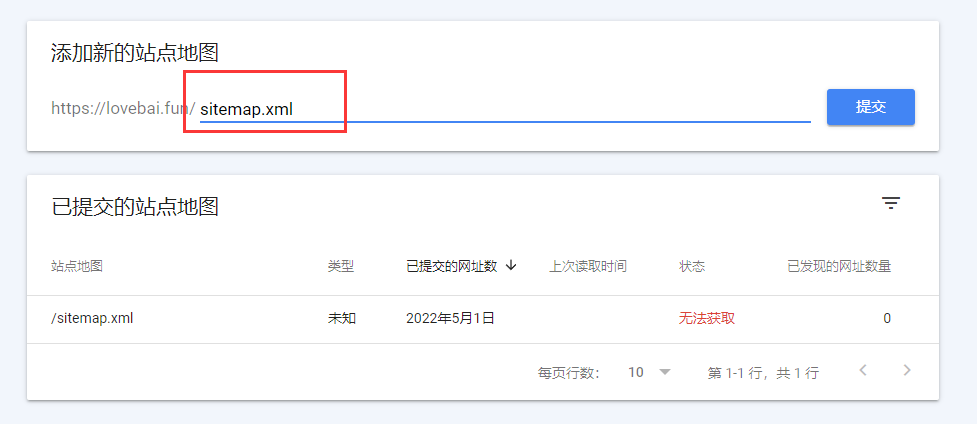 添加新的站点地图
https://lovebai.fun/ sitemap.xml 提交
已提交的站点地图
站点地图 类型 已提交的网址数 上次读取时间 状态 已发现的网址数量
/sitemap.xml 未知 2022年5月1日 无法获取 0
每页行数: 10 第 1-1 行，共 1 行